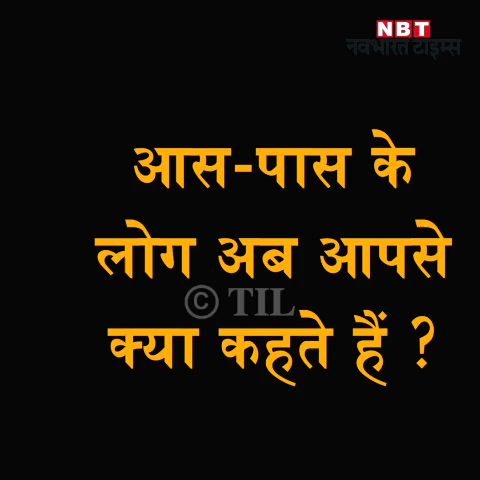 NBT
नवभारत टाइम्स
आस-पास के
लोग अब आपसे
© TIL
क्या कहते हैं ?